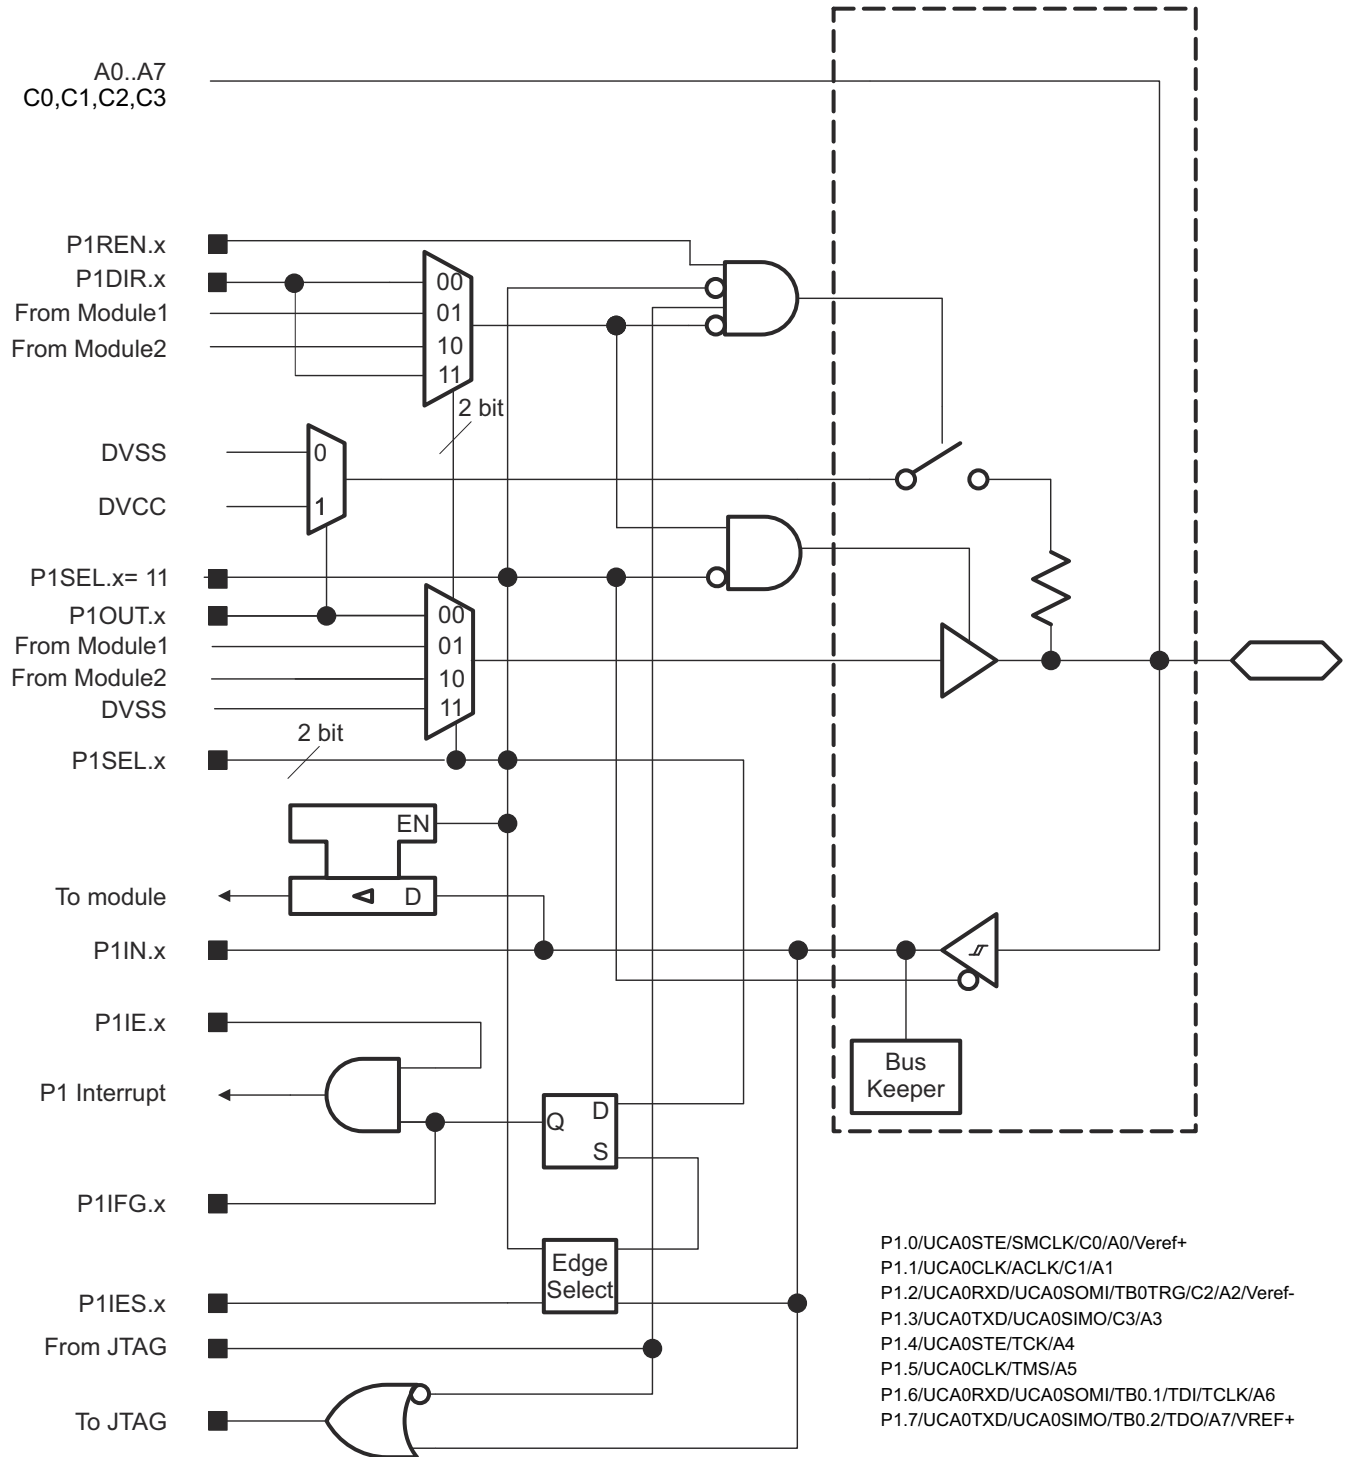 A0..A7
C0,C1,C2,C3
P1REN.x
P1DIR.x
From Module1
From Module2
00
01
10
11
2 bit
DVSS
DVCC
0
1
P1SEL.x= 11
P1OUT.x
From Module1
From Module2
DVSS
00
01
10
11
2 bit
P1SEL.x
EN
To module
D
P1IN.x
P1IE.x
Bus
Keeper
P1 Interrupt
Q
D
S
P1IFG.x
Edge
Select
P1IES.x
From JTAG
To JTAG
P1.0/UCA0STE/SMCLK/C0/A0/Veref+
P1.1/UCA0CLK/ACLK/C1/A1
P1.2/UCA0RXD/UCA0SOMI/TB0TRG/C2/A2/Veref-
P1.3/UCA0TXD/UCA0SIMO/C3/A3
P1.4/UCA0STE/TCK/A4
P1.5/UCA0CLK/TMS/A5
P1.6/UCA0RXD/UCA0SOMI/TB0.1/TDI/TCLK/A6
P1.7/UCA0TXD/UCA0SIMO/TB0.2/TDO/A7/VREF+